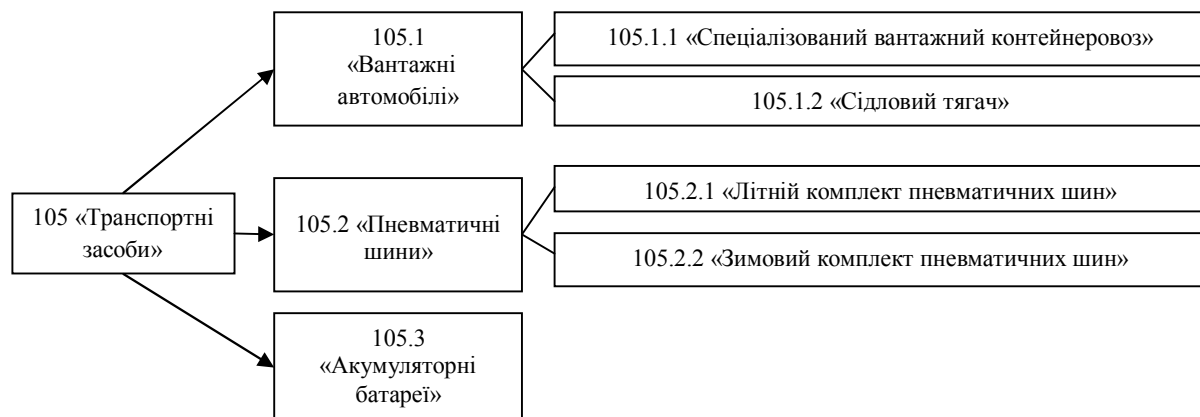 105 «Транспортні
засоби»
105.1
«Вантажні
автомобілі»
105.1.1 «Спеціалізований вантажний контейнеровоз»
105.1.2 «Сідловий тягач»
105.2 «Пневматичні
шини»
105.2.1 «Літній комплект пневматичних шин»
105.2.2 «Зимовий комплект пневматичних шин»
105.3
«Акумуляторні
батареї»